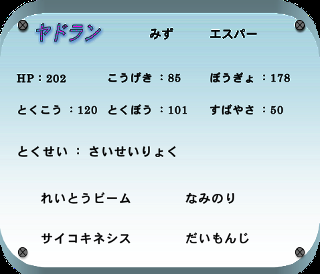 ヤドラン みず エスパー
HP：202 こうげき：85 ぼうぎょ：178
とくこう：120 とくぼう：101 すばやさ：50
とくせい： さいせいりょく
れいとうビーム なみのり
サイコキネシス だいもんじ